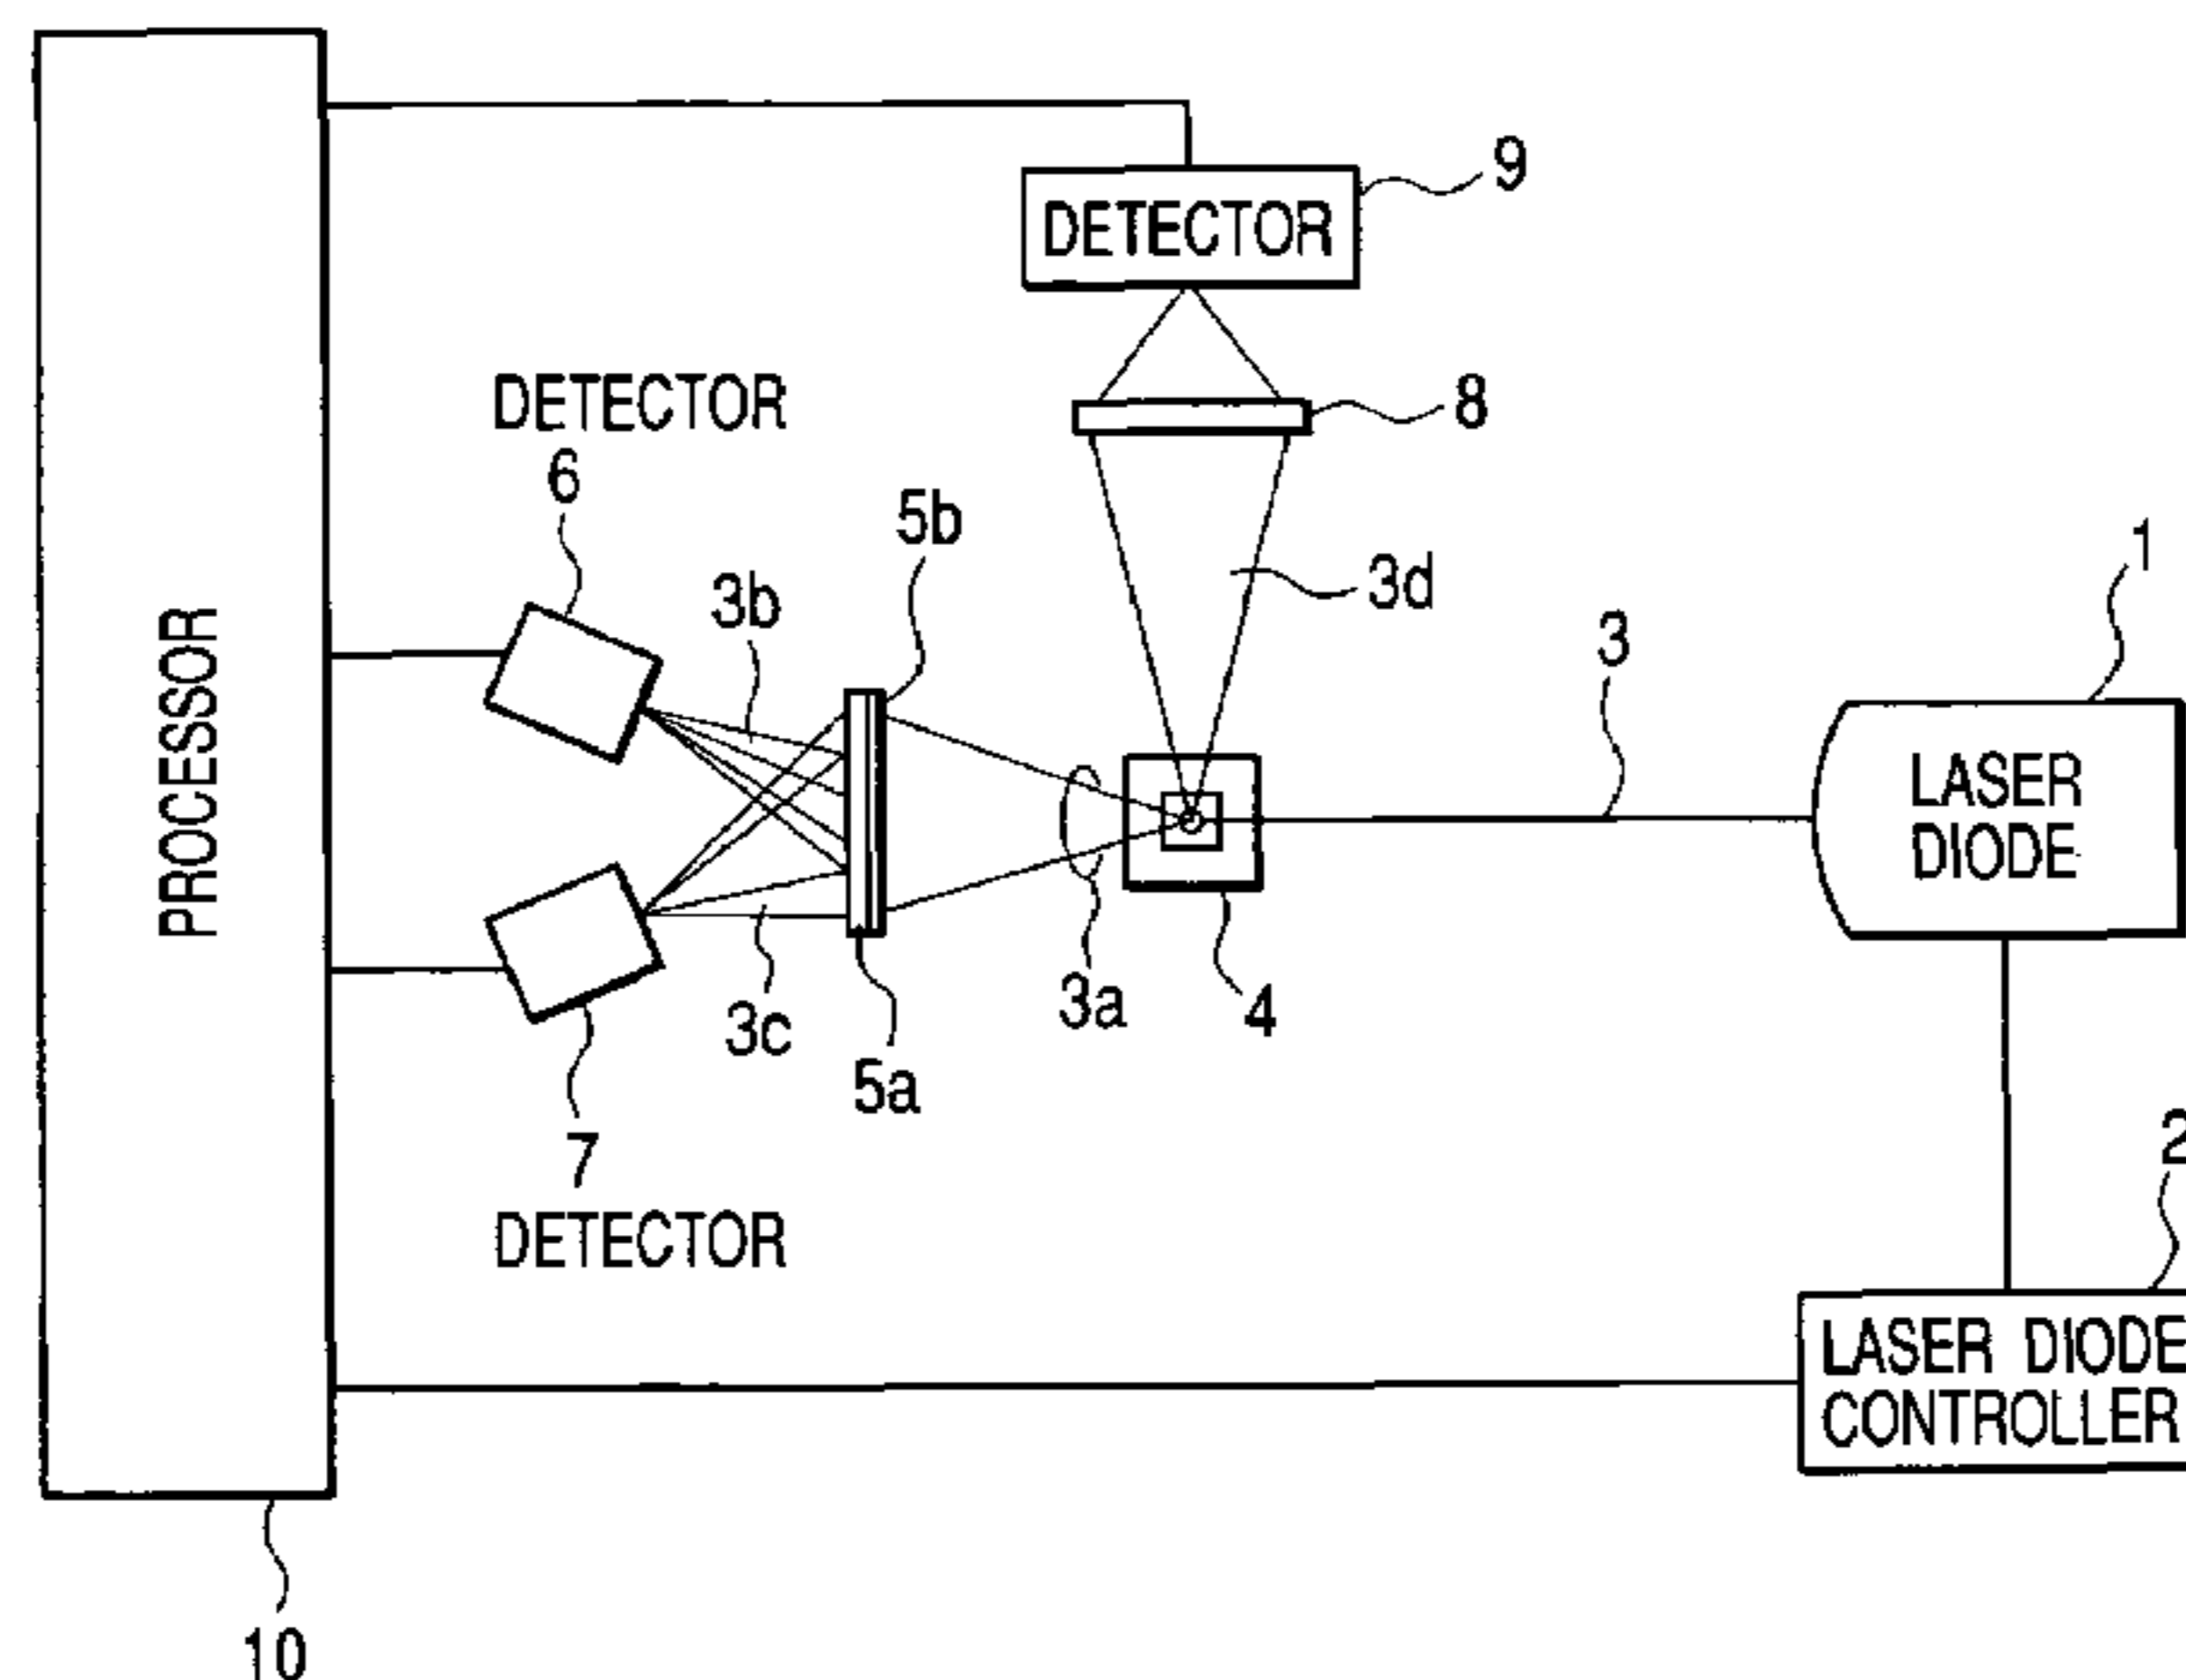 DETECTOR
9
DETECTOR
6
8
5b
3b
3d
1
3
LASER
DIODE
PROCESSOR
3c
3a
4
5a
7
DETECTOR
2
LASER DIODE
CONTROLLER
10